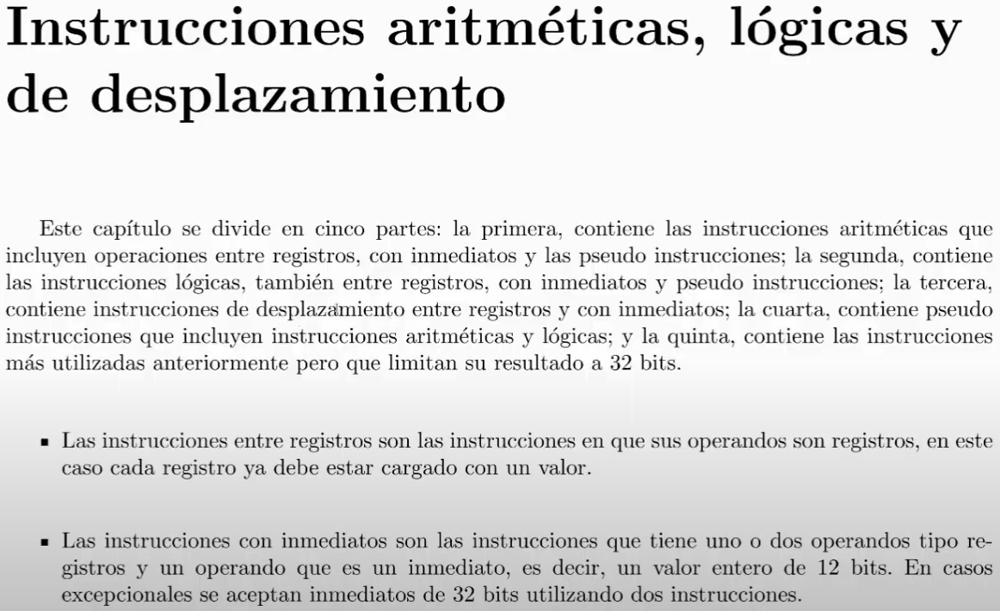 Instrucciones aritméticas, lógicas y
de desplazamiento
Este capítulo se divide en cinco partes: la primera, contiene las instrucciones aritméticas que
incluyen operaciones entre registros, con inmediatos y las pseudo instrucciones; la segunda, contiene
las instrucciones lógicas, también entre registros, con inmediatos y pseudo instrucciones; la tercera,
contiene instrucciones de desplazamiento entre registros y con inmediatos; la cuarta, contiene pseudo
instrucciones que incluyen instrucciones aritméticas y lógicas; y la quinta, contiene las instrucciones
más utilizadas anteriormente pero que limitan su resultado a 32 bits.
▪ Las instrucciones entre registros son las instrucciones en que sus operandos son registros, en este
caso cada registro ya debe estar cargado con un valor.
▪ Las instrucciones con inmediatos son las instrucciones que tiene uno o dos operandos tipo re-
gistros y un operando que es un inmediato, es decir, un valor entero de 12 bits. En casos
excepcionales se aceptan inmediatos de 32 bits utilizando dos instrucciones.